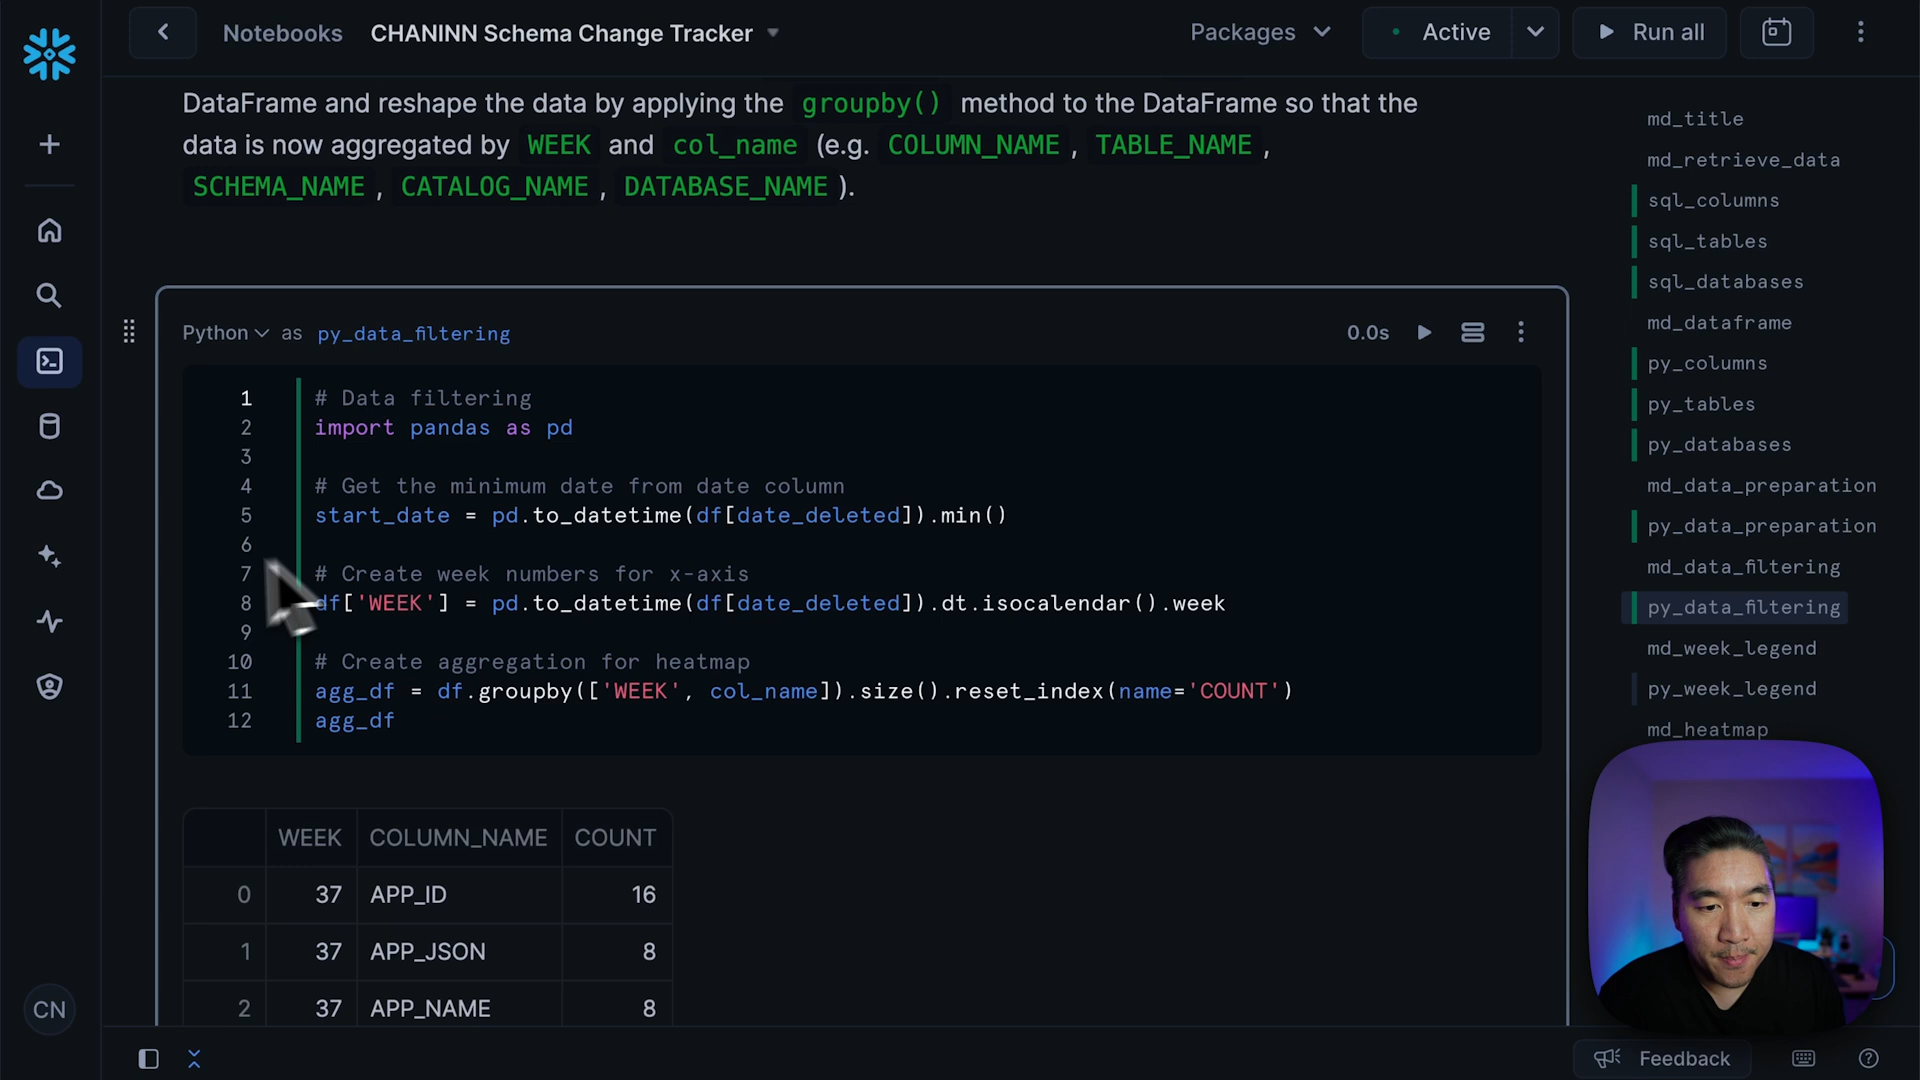 Notebooks CHANINN Schema Change Tracker
Packages Active Run all
DataFrame and reshape the data by applying the groupby() method to the DataFrame so that the
data is now aggregated by WEEK and col_name (e.g. COLUMN_NAME , TABLE_NAME ,
SCHEMA_NAME , CATALOG_NAME , DATABASE_NAME ).
Python as py_data_filtering 0.0s
1 # Data filtering
2 import pandas as pd
3
4 # Get the minimum date from date column
5 start_date = pd.to_datetime(df[date_deleted]).min()
6
7 # Create week numbers for x-axis
8 df['WEEK'] = pd.to_datetime(df[date_deleted]).dt.isocalendar().week
9
10 # Create aggregation for heatmap
11 agg_df = df.groupby(['WEEK', col_name]).size().reset_index(name='COUNT')
12 agg_df
WEEK COLUMN_NAME COUNT
0 37 APP_ID 16
1 37 APP_JSON 8
2 37 APP_NAME 8
md_title
md_retrieve_data
sql_columns
sql_tables
sql_databases
md_dataframe
py_columns
py_tables
py_databases
md_data_preparation
py_data_preparation
md_data_filtering
py_data_filtering
md_week_legend
py_week_legend
md_heatmap
CN
Feedback